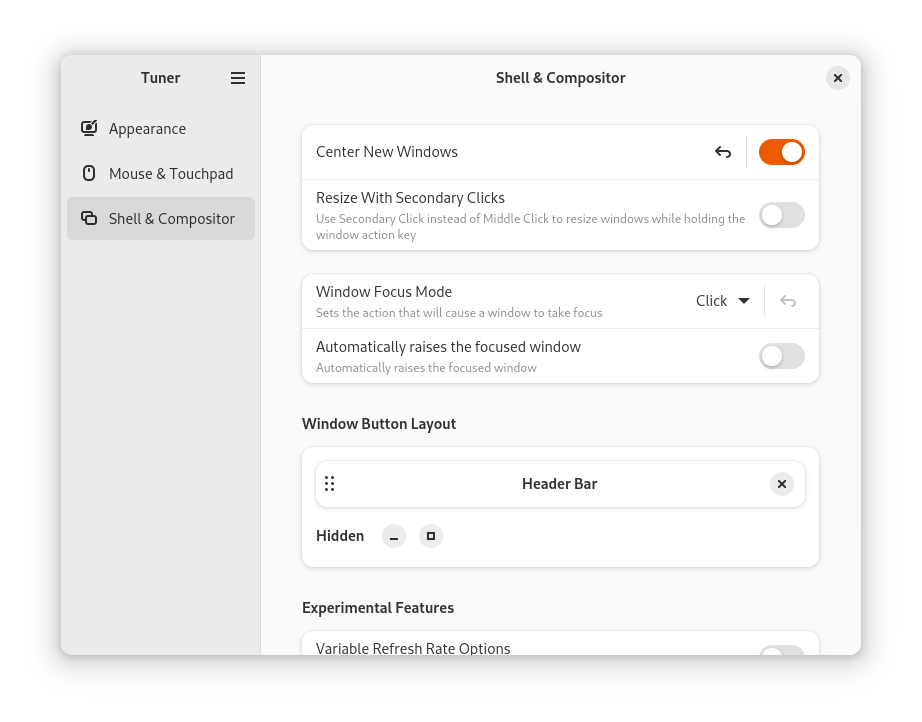 Tuner
Shell & Compositor
Appearance
Mouse & Touchpad
Shell & Compositor
Center New Windows
Resize With Secondary Clicks
Use Secondary Click instead of Middle Click to resize windows while holding the
window action key
Window Focus Mode
Sets the action that will cause a window to take focus
Click
Automatically raises the focused window
Automatically raises the focused window
Window Button Layout
Header Bar
Hidden
Experimental Features
Variable Refresh Rate Options